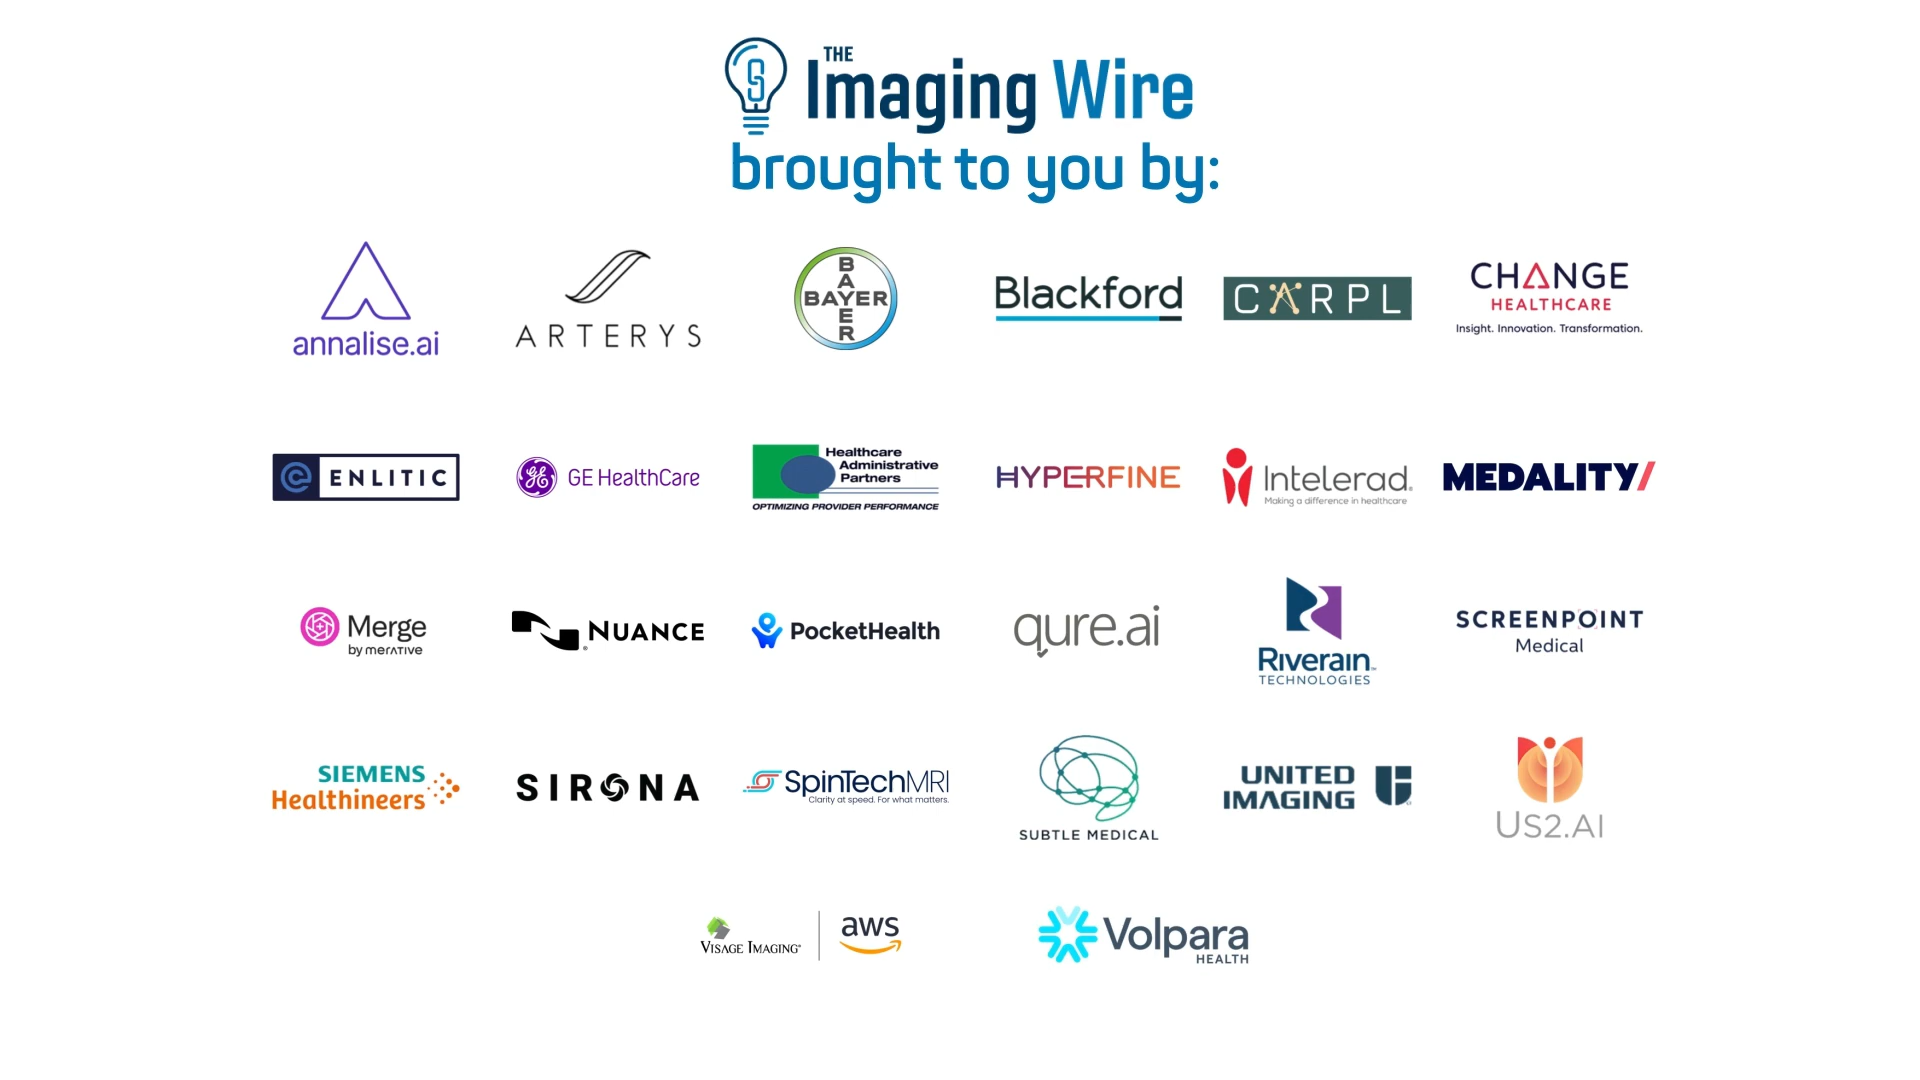 THE
Imaging Wire
brought to you by:
annalise.ai
ARTERYS
BAYER
BAYER
Blackford
CARPL
CHANGE
HEALTHCARE
Insight. Innovation. Transformation.
ENLITIC
GE
GE HealthCare
Healthcare
Administrative
Partners
OPTIMIZING PROVIDER PERFORMANCE
HYPERFINE
Intelerad®
Making a difference in healthcare
MEDALITY/
Merge
by merative
NUANCE
PocketHealth
qure.ai
Riverain™
TECHNOLOGIES
SCREENPOINT
Medical
SIEMENS
Healthineers
SIRONA
SpinTechMRI
Clarity at speed. For what matters.
SUBTLE MEDICAL
UNITED
IMAGING
US2.AI
VISAGE IMAGING®
aws
Volpara
HEALTH